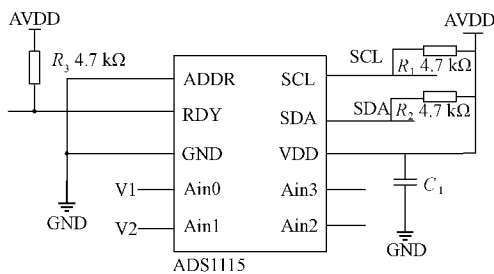 AVDD
AVDD
R3 4.7 kΩ
SCL
R1 4.7 kΩ
ADDR
SCL
RDY
SDA
R2 4.7 kΩ
SDA
GND
VDD
V1
Ain0
Ain3
C1
V2
Ain1
Ain2
GND
GND
ADS1115